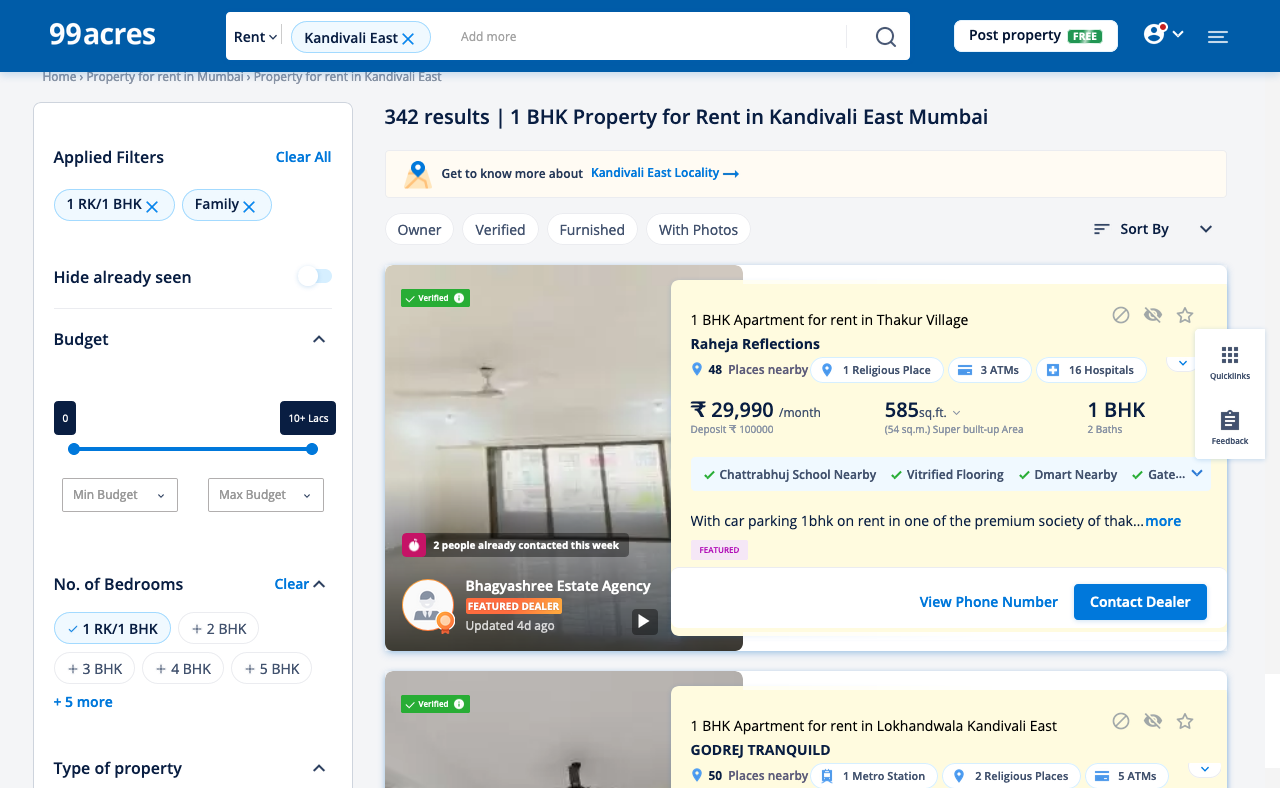 99acres
Rent
Kandivali East
Add more
Post property FREE
Home › Property for rent in Mumbai › Property for rent in Kandivali East
Applied Filters
Clear All
1 RK/1 BHK
Family
Hide already seen
Budget
0
10+ Lacs
Min Budget
Max Budget
No. of Bedrooms
Clear
1 RK/1 BHK
+ 2 BHK
+ 3 BHK
+ 4 BHK
+ 5 BHK
+ 5 more
Type of property
342 results | 1 BHK Property for Rent in Kandivali East Mumbai
Get to know more about Kandivali East Locality
Owner
Verified
Furnished
With Photos
Sort By
Verified
2 people already contacted this week
Bhagyashree Estate Agency
FEATURED DEALER
Updated 4d ago
1 BHK Apartment for rent in Thakur Village
Raheja Reflections
48 Places nearby
1 Religious Place
3 ATMs
16 Hospitals
₹ 29,990 /month
Deposit ₹ 100000
585sq.ft.
(54 sq.m.) Super built-up Area
1 BHK
2 Baths
Chattrabhuj School Nearby
Vitrified Flooring
Dmart Nearby
Gate...
With car parking 1bhk on rent in one of the premium society of thak...more
FEATURED
View Phone Number
Contact Dealer
Quicklinks
Feedback
Verified
1 BHK Apartment for rent in Lokhandwala Kandivali East
GODREJ TRANQUILD
50 Places nearby
1 Metro Station
2 Religious Places
5 ATMs